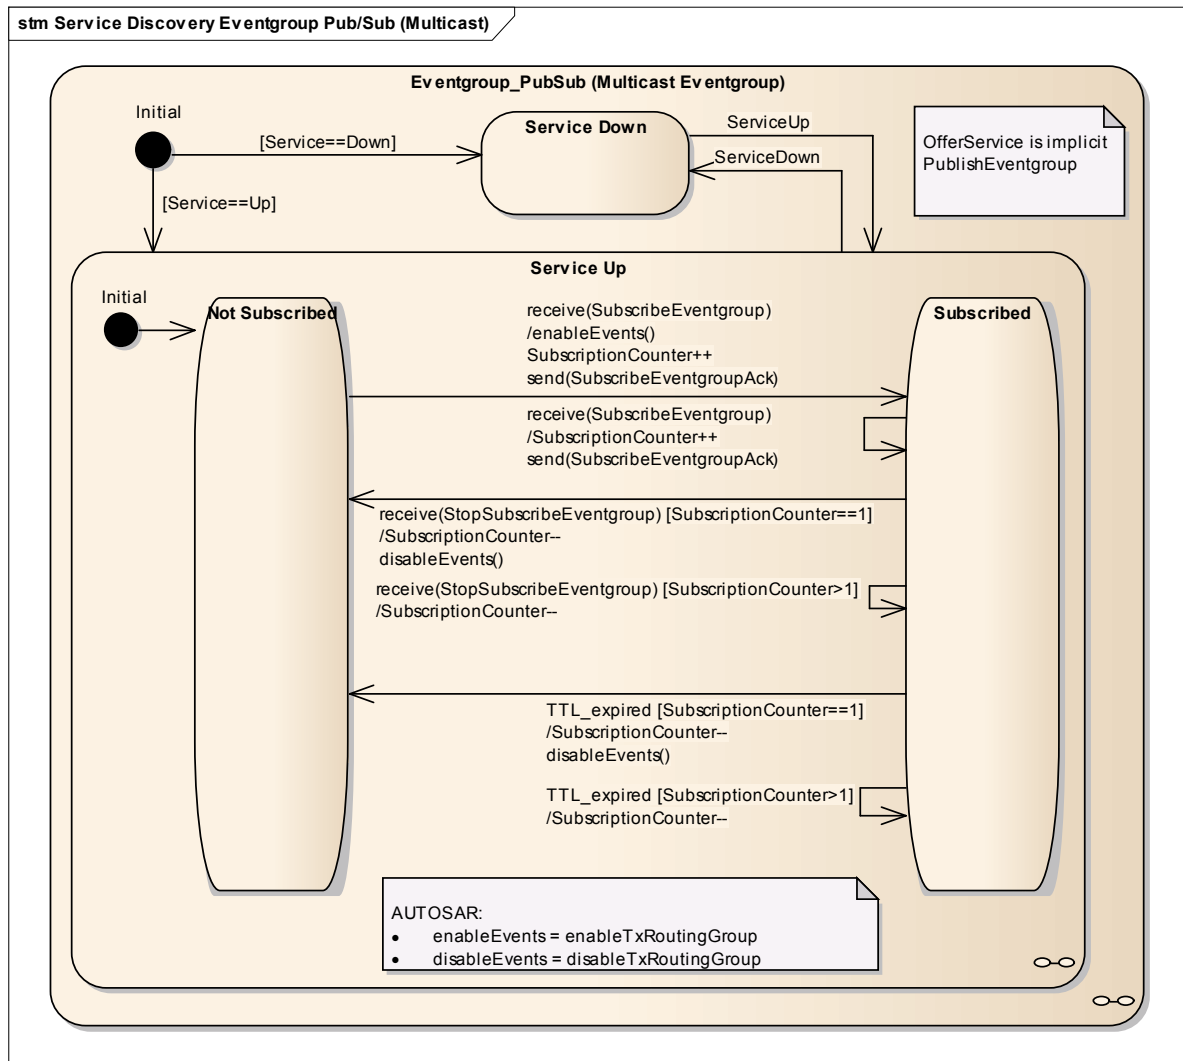 stm Service Discovery Eventgroup Pub/Sub (Multicast)
Eventgroup_PubSub (Multicast Eventgroup)
Initial
Service Down
[Service==Down]
ServiceUp
ServiceDown
OfferService is implicit
PublishEventgroup
[Service==Up]
Service Up
Initial
Not Subscribed
Subscribed
receive(SubscribeEventgroup)
/enableEvents()
SubscriptionCounter++
send(SubscribeEventgroupAck)
receive(SubscribeEventgroup)
/SubscriptionCounter++
send(SubscribeEventgroupAck)
receive(StopSubscribeEventgroup) [SubscriptionCounter==1]
/SubscriptionCounter--
disableEvents()
receive(StopSubscribeEventgroup) [SubscriptionCounter>1]
/SubscriptionCounter--
TTL_expired [SubscriptionCounter==1]
/SubscriptionCounter--
disableEvents()
TTL_expired [SubscriptionCounter>1]
/SubscriptionCounter--
AUTOSAR:
• enableEvents = enableTxRoutingGroup
• disableEvents = disableTxRoutingGroup